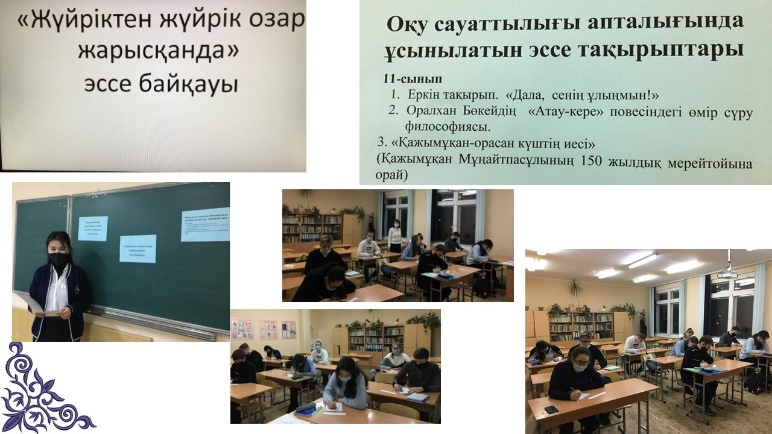 «Жүйріктен жүйрік озар
жарысқанда»
эссе байқауы
Оқу сауаттылығы апталығында
ұсынылатын эссе тақырыптары
11-сынып
1. Еркін тақырып. «Дала, сенің ұлыңмын!»
2. Оралхан Бөкейдің «Атау-кере» повесіндегі өмір сүру
философиясы.
3. «Қажымұқан-орасан күштің иесі»
(Қажымұқан Мұңайтпасұлының 150 жылдық мерейтойына
орай)